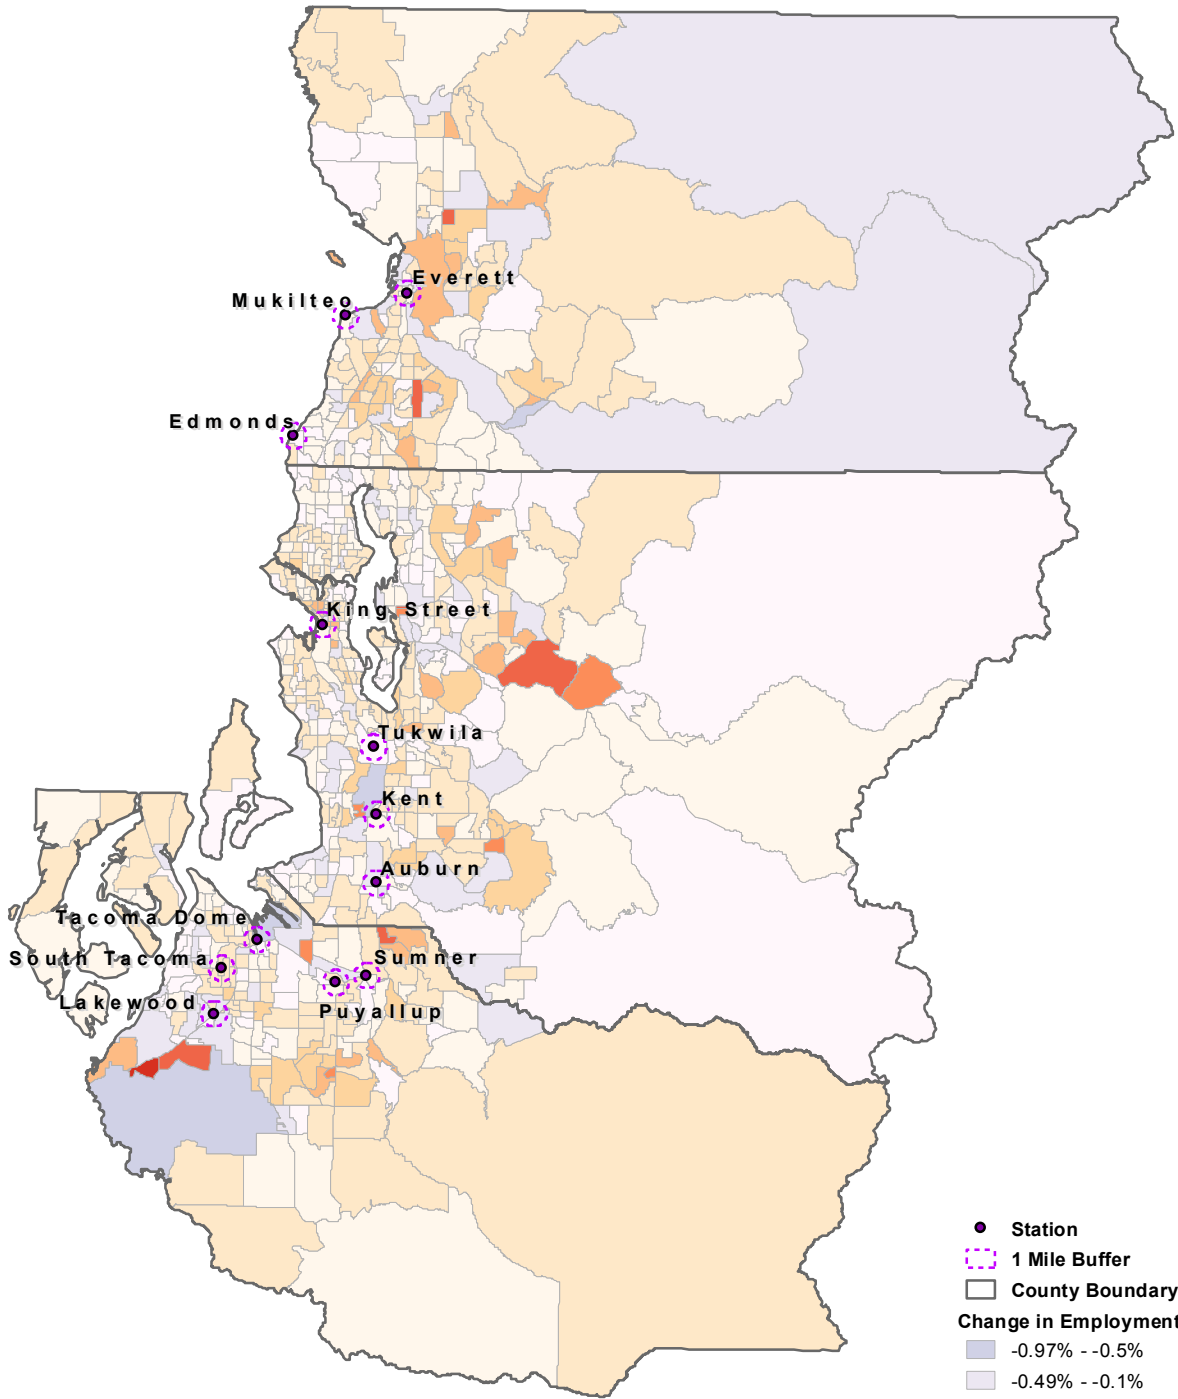 Everett
Mukilteo
Edmonds
King Street
Tukwila
Kent
Auburn
Tacoma Dome
South Tacoma
Sumner
Lakewood
Puyallup
Station
1 Mile Buffer
County Boundary
Change in Employment
-0.97% - -0.5%
-0.49% - -0.1%